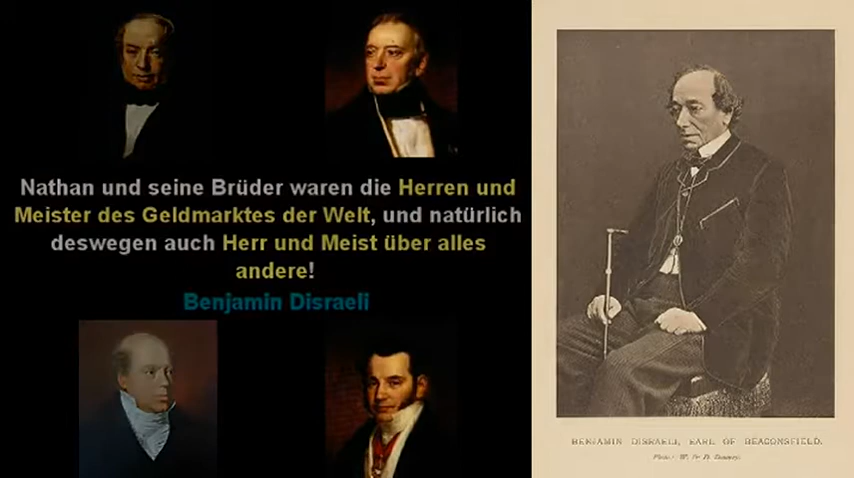 Nathan und seine Brüder waren die Herren und
Meister des Geldmarktes der Welt, und natürlich
deswegen auch Herr und Meist über alles
andere!
Benjamin Disraeli
BENJAMIN DISRAELI, EARL OF BEACONSFIELD.